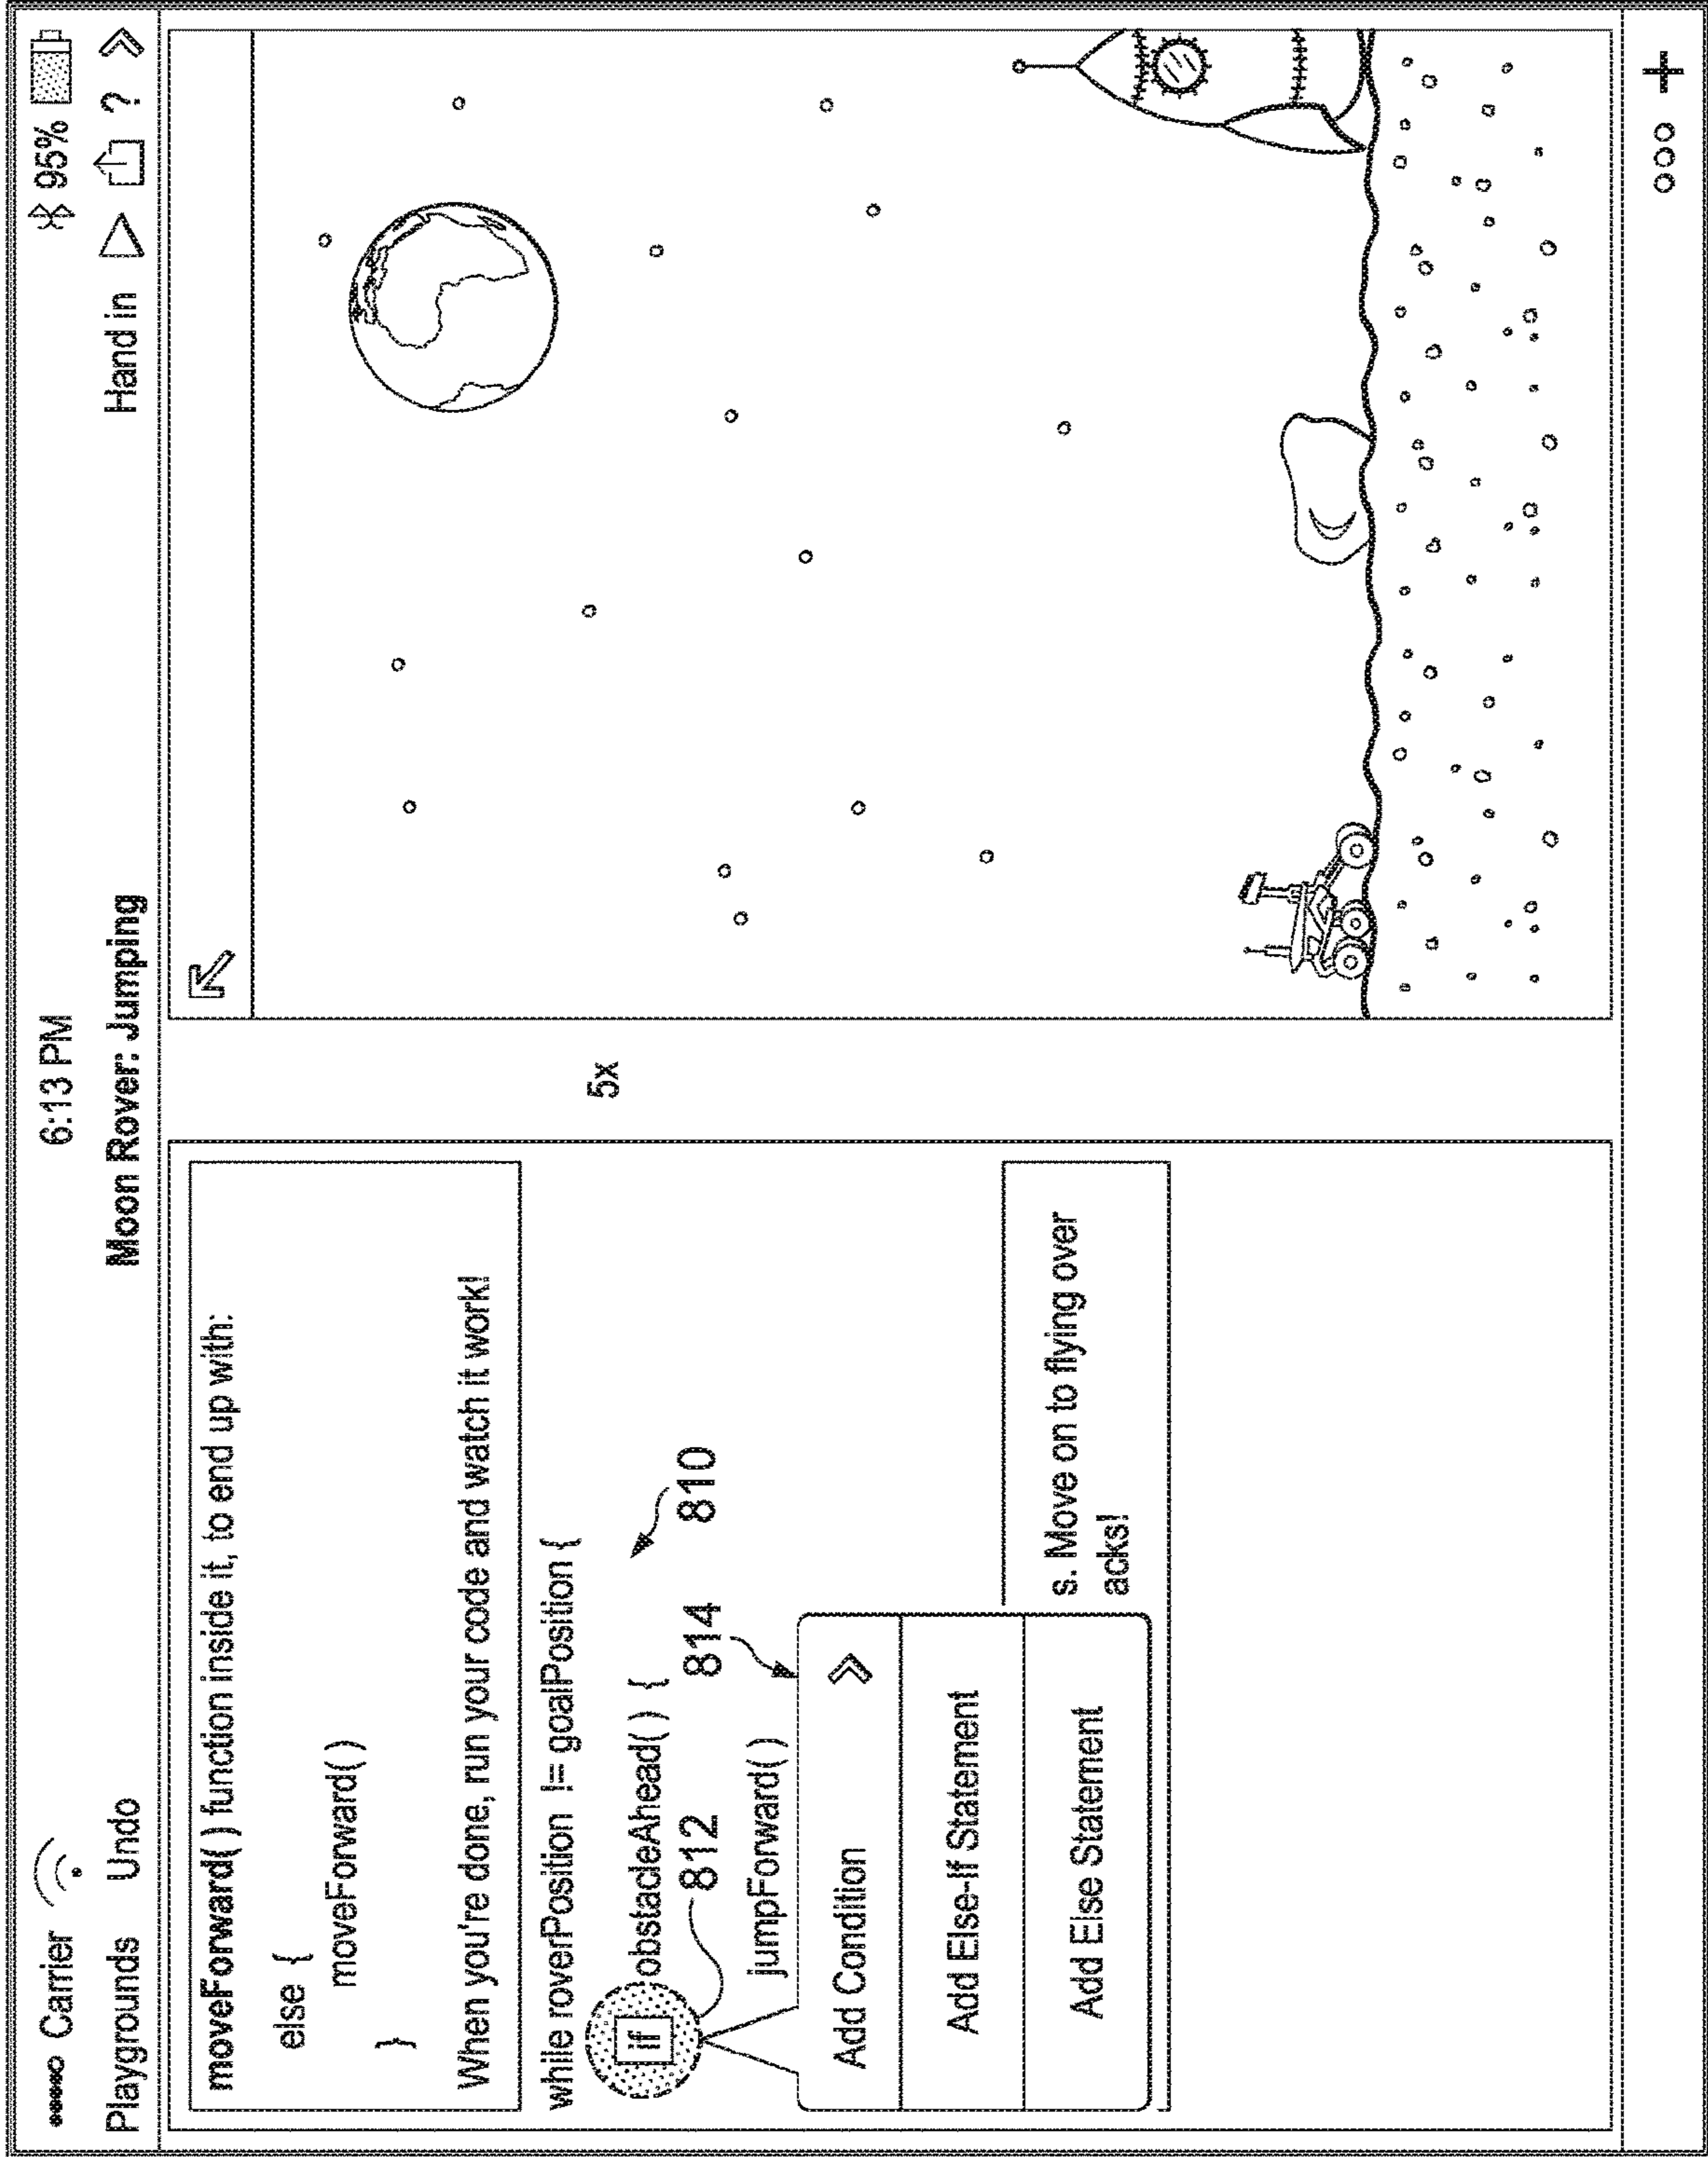 Carrier 6:13 PM 95%
Playgrounds Undo Moon Rover: Jumping Hand in ?
moveForward( ) function inside it, to end up with:
else {
moveForward( )
}
When you're done, run your code and watch it work!
while roverPosition != goalPosition {
if obstacleAhead( ) {
810
812
814
jumpForward( )
Add Condition
Add Else-If Statement
Add Else Statement
s. Move on to flying over
acks!
5x